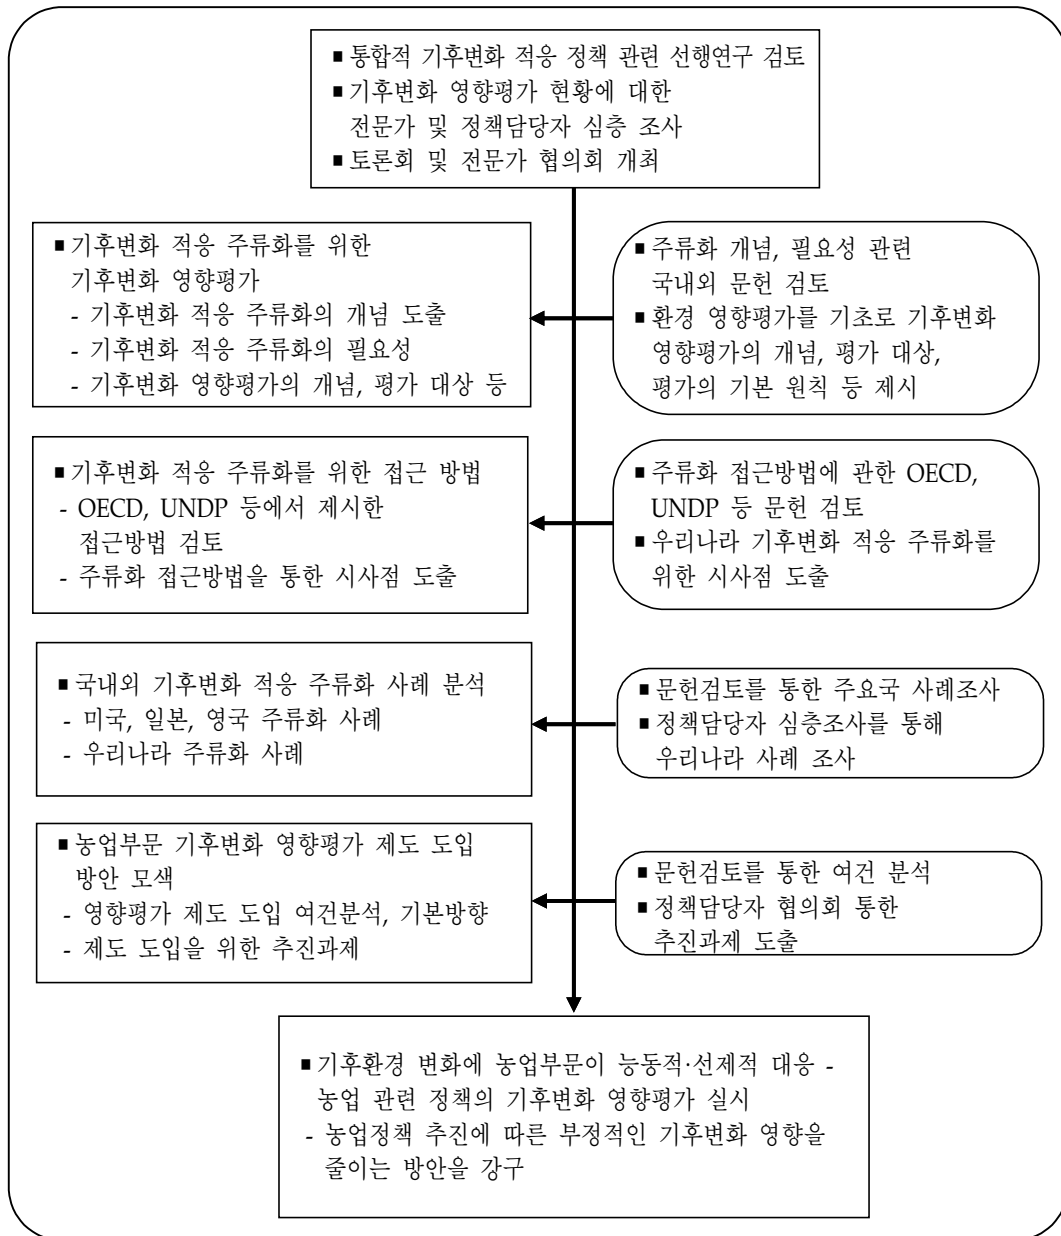 ■ 통합적 기후변화 적응 정책 관련 선행연구 검토
■ 기후변화 영향평가 현황에 대한
전문가 및 정책담당자 심층 조사
■ 토론회 및 전문가 협의회 개최
■ 기후변화 적응 주류화를 위한
기후변화 영향평가
- 기후변화 적응 주류화의 개념 도출
- 기후변화 적응 주류화의 필요성
- 기후변화 영향평가의 개념, 평가 대상 등
■ 주류화 개념, 필요성 관련
국내외 문헌 검토
■ 환경 영향평가를 기초로 기후변화
영향평가의 개념, 평가 대상,
평가의 기본 원칙 등 제시
■ 기후변화 적응 주류화를 위한 접근 방법
- OECD, UNDP 등에서 제시한
접근방법 검토
- 주류화 접근방법을 통한 시사점 도출
■ 주류화 접근방법에 관한 OECD,
UNDP 등 문헌 검토
■ 우리나라 기후변화 적응 주류화를
위한 시사점 도출
■ 국내외 기후변화 적응 주류화 사례 분석
- 미국, 일본, 영국 주류화 사례
- 우리나라 주류화 사례
■ 문헌검토를 통한 주요국 사례조사
■ 정책담당자 심층조사를 통해
우리나라 사례 조사
■ 농업부문 기후변화 영향평가 제도 도입
방안 모색
- 영향평가 제도 도입 여건분석, 기본방향
- 제도 도입을 위한 추진과제
■ 문헌검토를 통한 여건 분석
■ 정책담당자 협의회 통한
추진과제 도출
■ 기후환경 변화에 농업부문이 능동적·선제적 대응 -
농업 관련 정책의 기후변화 영향평가 실시
- 농업정책 추진에 따른 부정적인 기후변화 영향을
줄이는 방안을 강구